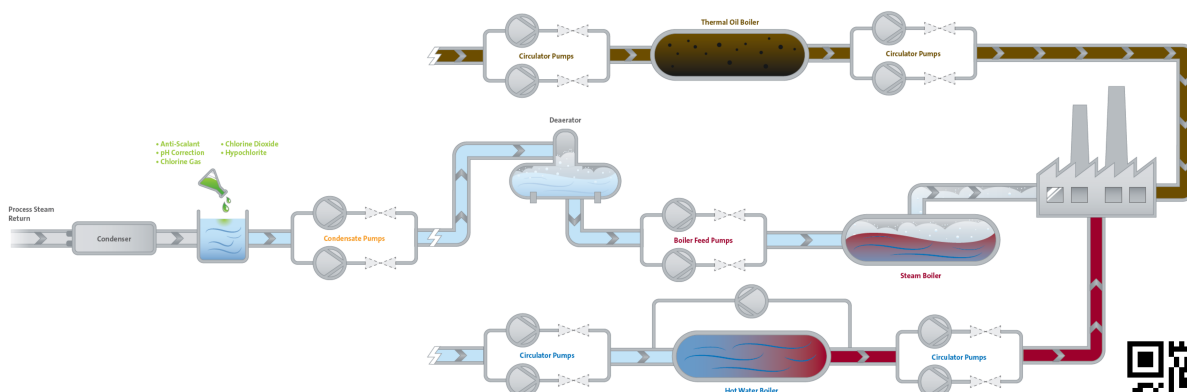 Thermal Oil Boiler
Circulator Pumps
Circulator Pumps
Deaerator
• Anti-Scalant
• Chlorine Dioxide
• pH Correction
• Hypochlorite
• Chlorine Gas
Process Steam
Return
Condenser
Condensate Pumps
Boiler Feed Pumps
Steam Boiler
Circulator Pumps
Circulator Pumps
Hot Water Boiler